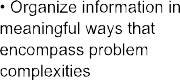 • Organize information in
meaningful ways that
encompass problem
complexities